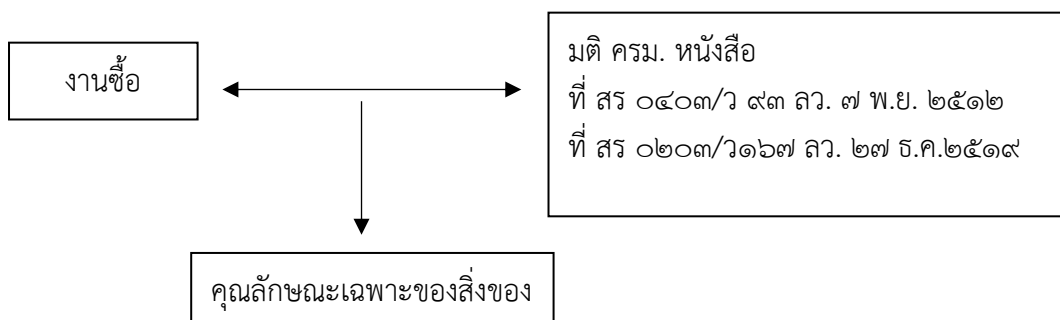 งานซื้อ
มติ ครม. หนังสือ
ที่ สร ๐๔๐๓/ว ๙๓ ลว. ๗ พ.ย. ๒๕๑๒
ที่ สร ๐๒๐๓/ว๑๖๗ ลว. ๒๗ ธ.ค.๒๕๑๙
คุณลักษณะเฉพาะของสิ่งของ